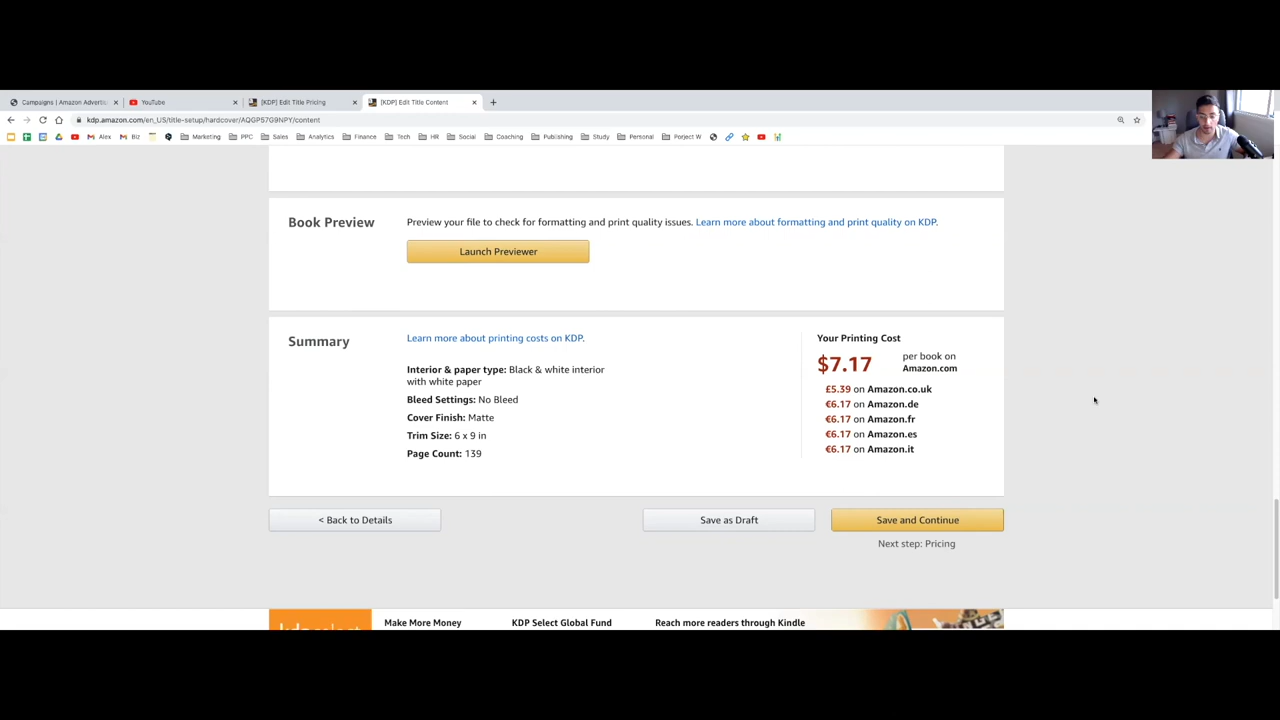 Campaigns | Amazon Adverti
YouTube
[KDP] Edit Title Pricing
[KDP] Edit Title Content
kdp.amazon.com/en_US/title-setup/hardcover/AQGP57G9NPY/content
Alex
Biz
Marketing
PPC
Sales
Analytics
Finance
Tech
HR
Social
Coaching
Publishing
Study
Personal
Porject W
Book Preview
Preview your file to check for formatting and print quality issues. Learn more about formatting and print quality on KDP.
Launch Previewer
Summary
Learn more about printing costs on KDP.
Interior & paper type: Black & white interior
with white paper
Bleed Settings: No Bleed
Cover Finish: Matte
Trim Size: 6 x 9 in
Page Count: 139
Your Printing Cost
$7.17
per book on
Amazon.com
£5.39 on Amazon.co.uk
€6.17 on Amazon.de
€6.17 on Amazon.fr
€6.17 on Amazon.es
€6.17 on Amazon.it
< Back to Details
Save as Draft
Save and Continue
Next step: Pricing
Make More Money
KDP Select Global Fund
Reach more readers through Kindle